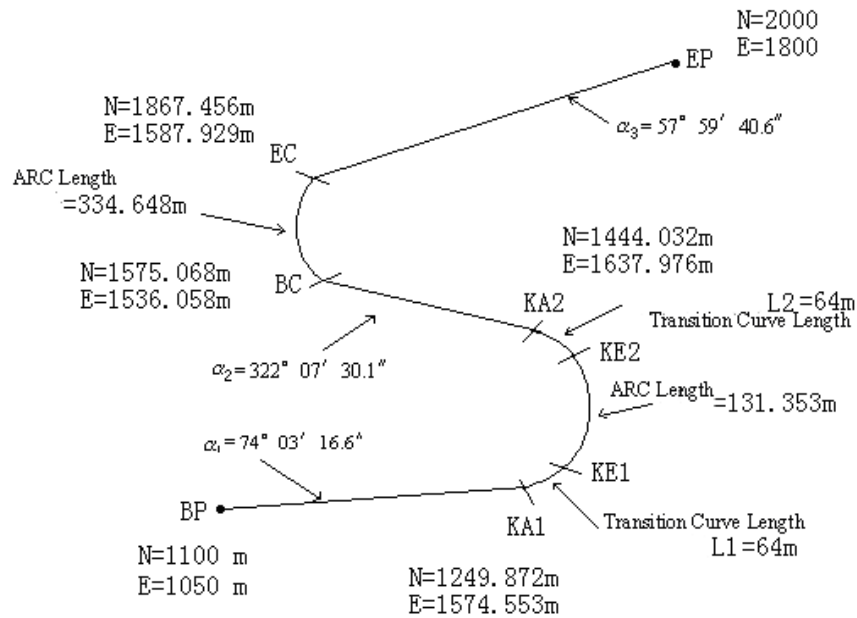 N=2000
E=1800
EP
N=1867.456m
E=1587.929m
α3= 57° 59′ 40.6″
EC
ARC Length
=334.648m
N=1444.032m
E=1637.976m
N=1575.068m
E=1536.058m
BC
KA2
L2=64m
Transition Curve Length
KE2
α2=322° 07′ 30.1″
ARC Length
=131.353m
α1=74° 03′ 16.6″
KE1
BP
KA1
Transition Curve Length
L1=64m
N=1100 m
E=1050 m
N=1249.872m
E=1574.553m